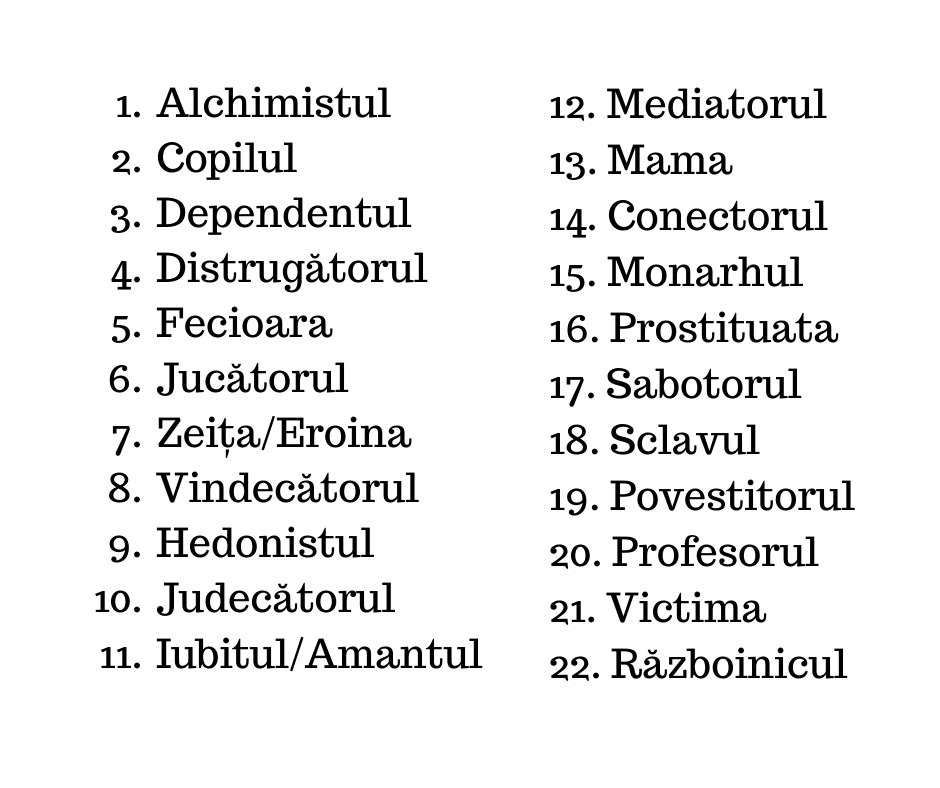 1. Alchimistul
2. Copilul
3. Dependentul
4. Distrugătorul
5. Fecioara
6. Jucătorul
7. Zeița/Eroina
8. Vindecătorul
9. Hedonistul
10. Judecătorul
11. Iubitul/Amantul
12. Mediatorul
13. Mama
14. Conectorul
15. Monarhul
16. Prostituata
17. Sabotorul
18. Sclavul
19. Povestitorul
20. Profesorul
21. Victima
22. Războinicul